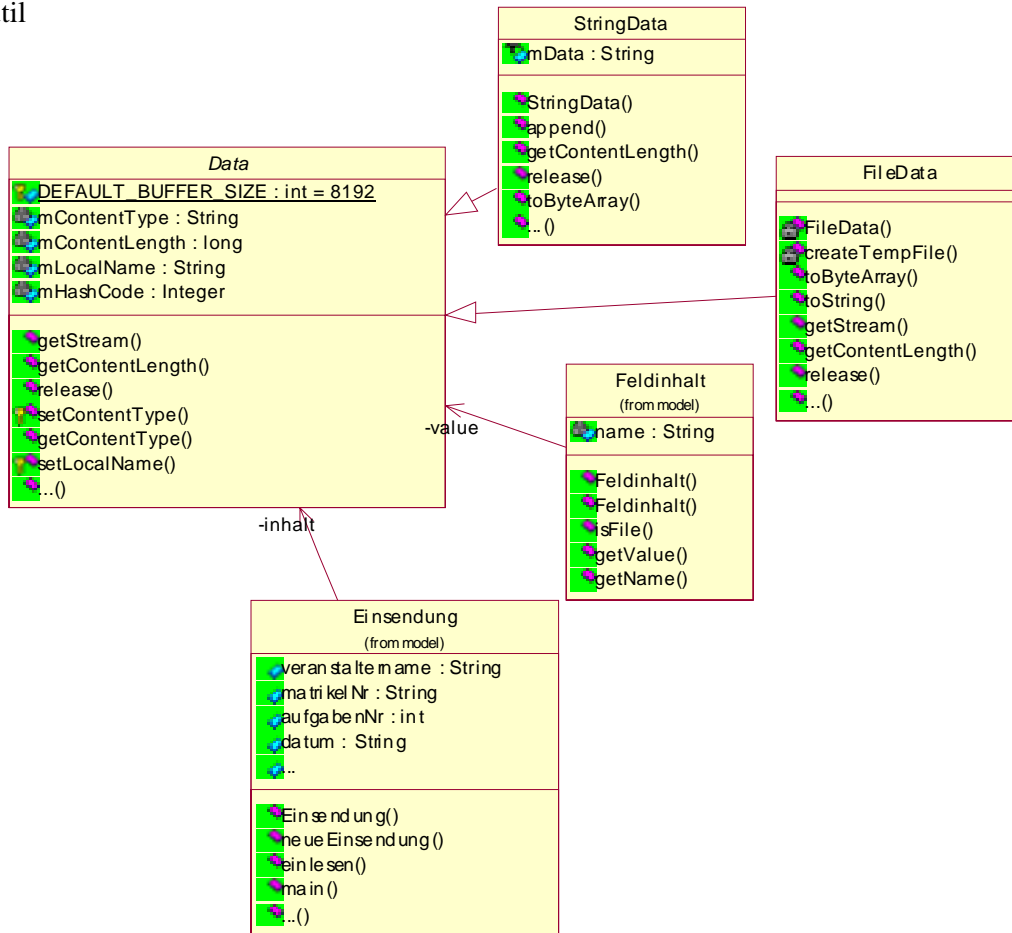 util
StringData
mData : String
StringData()
append()
getContentLength()
release()
toByteArray()
...()
Data
DEFAULT_BUFFER_SIZE : int = 8192
mContentType : String
mContentLength : long
mLocalName : String
mHashCode : Integer
getStream()
getContentLength()
release()
setContentType()
getContentType()
setLocalName()
...()
FileData
FileData()
createTempFile()
toByteArray()
toString()
getStream()
getContentLength()
release()
...()
Feldinhalt
(from model)
name : String
Feldinhalt()
Feldinhalt()
isFile()
getValue()
getName()
-value
-inhalt
Einsendung
(from model)
veranstaltername : String
matrikelNr : String
aufgabenNr : int
datum : String
...
Einsendung()
neueEinsendung()
einlesen()
main()
...()